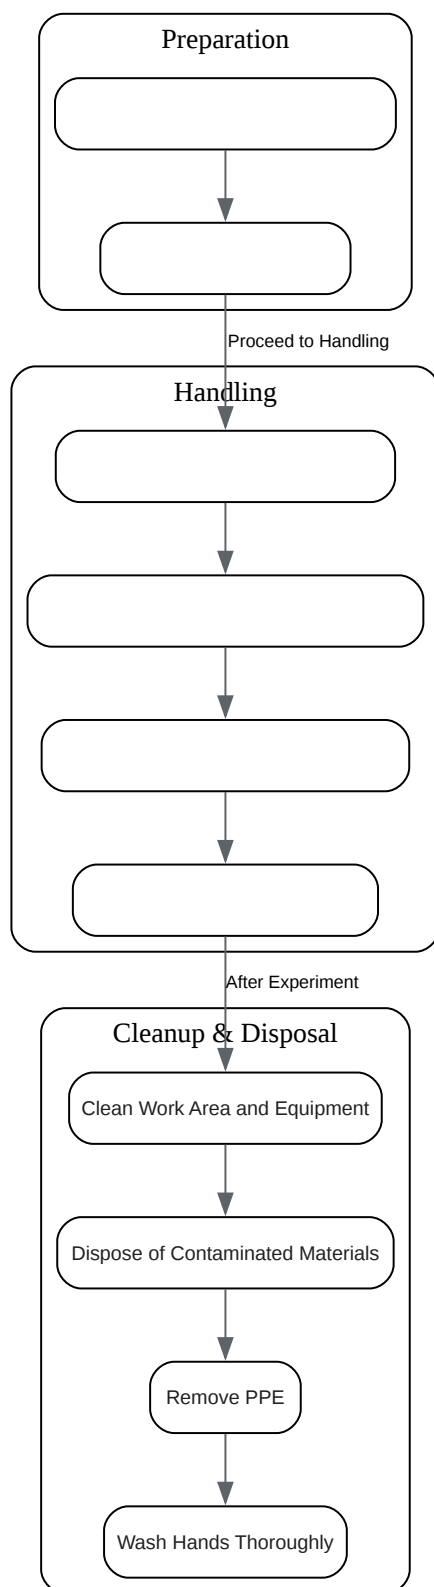 Preparation
Proceed to Handling
Handling
After Experiment
Cleanup & Disposal
Clean Work Area and Equipment
Dispose of Contaminated Materials
Remove PPE
Wash Hands Thoroughly